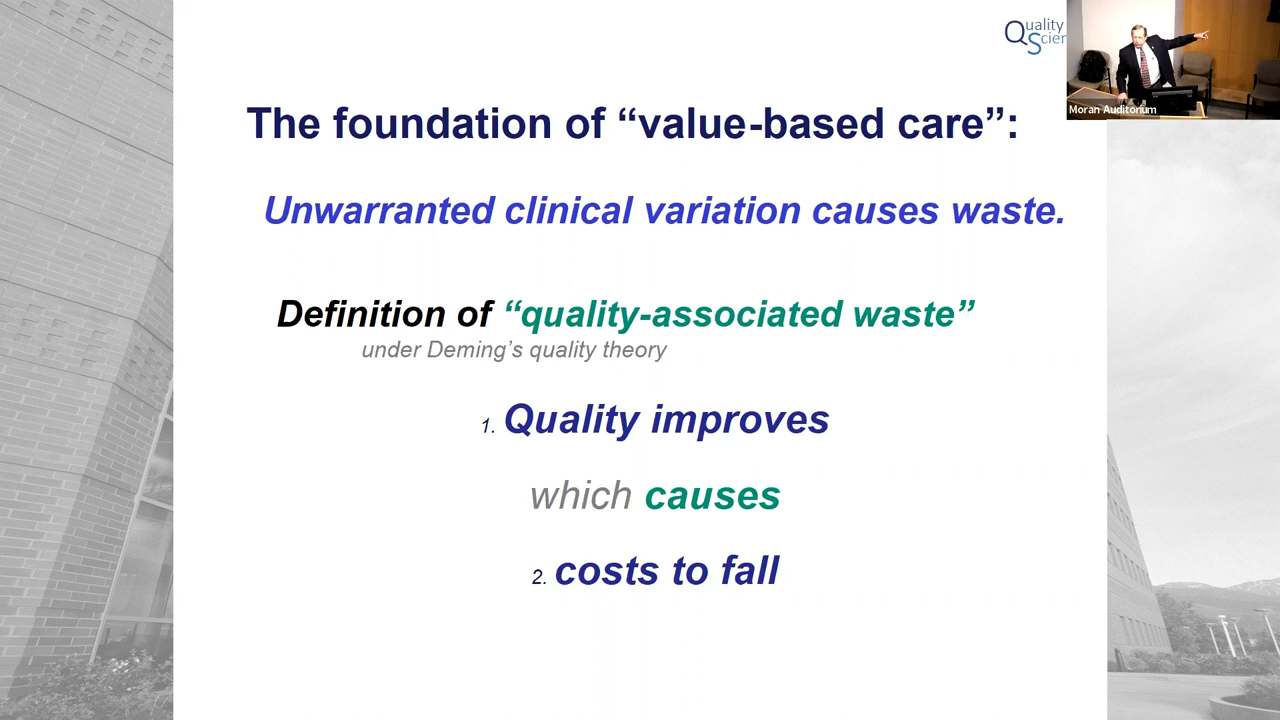 Quality
Scien
Moran Auditorium
The foundation of “value-based care”:
Unwarranted clinical variation causes waste.
Definition of “quality-associated waste”
under Deming’s quality theory
1. Quality improves
which causes
2. costs to fall